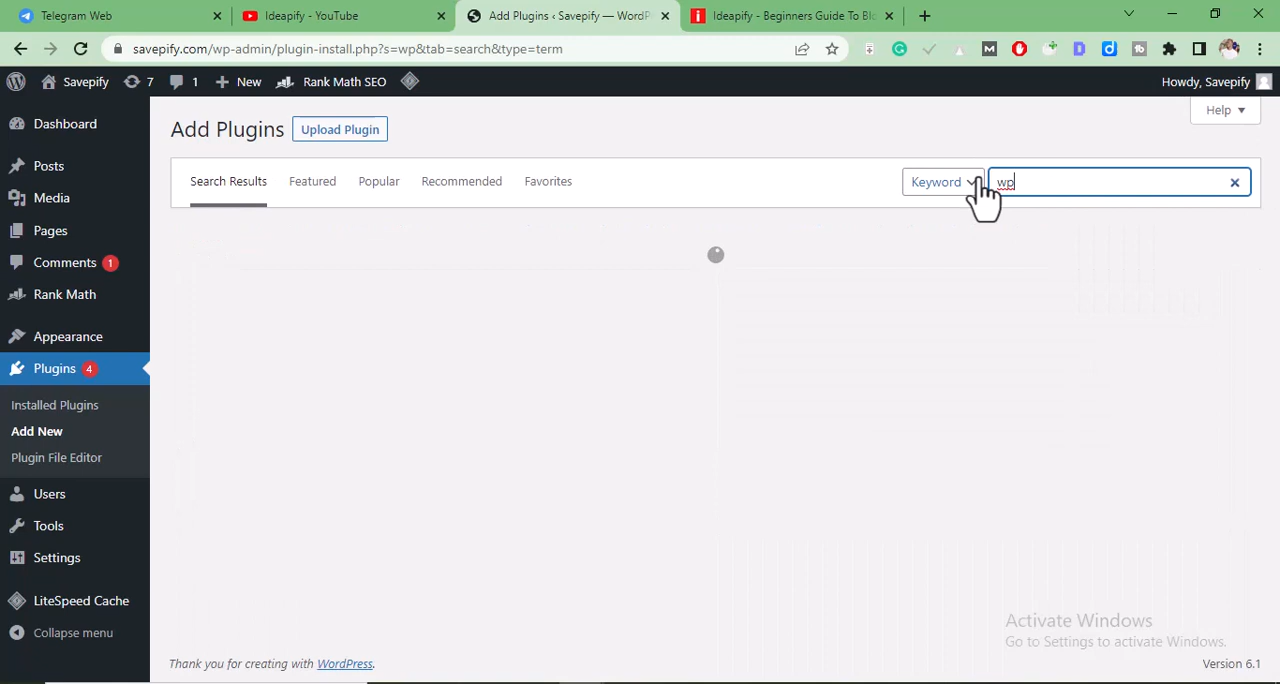 Telegram Web
Ideapify - YouTube
Add Plugins ‹ Savepify — WordP
Ideapify - Beginners Guide To Bl
savepify.com/wp-admin/plugin-install.php?s=wp&tab=search&type=term
Savepify
7
1
New
Rank Math SEO
Howdy, Savepify
Dashboard
Posts
Media
Pages
Comments 1
Rank Math
Appearance
Plugins 4
Installed Plugins
Add New
Plugin File Editor
Users
Tools
Settings
LiteSpeed Cache
Collapse menu
Help
Add Plugins
Upload Plugin
Search Results
Featured
Popular
Recommended
Favorites
Keyword
wp
Activate Windows
Go to Settings to activate Windows.
Thank you for creating with WordPress.
Version 6.1